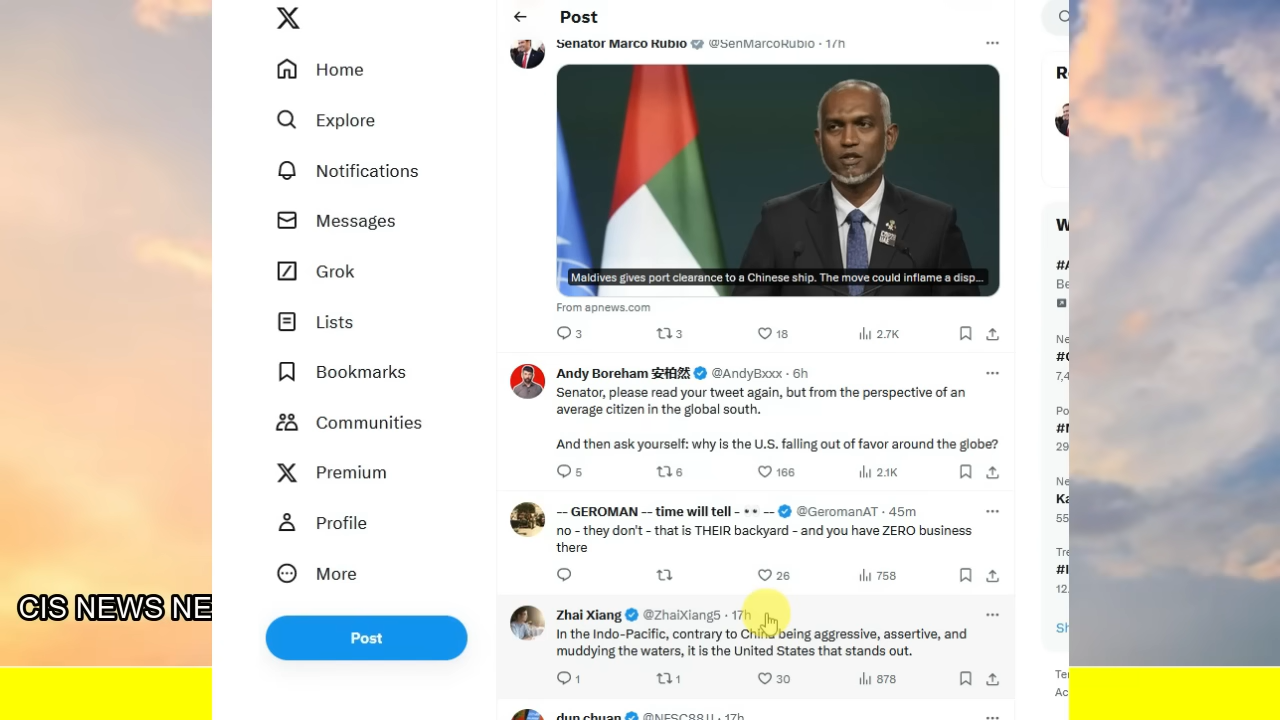 Post
Senator Marco Rubio @SenMarcoRubio · 17h
Home
Explore
Notifications
Messages
Grok
Lists
Bookmarks
Communities
Premium
Profile
More
Post
CIS NEWS NE
Maldives gives port clearance to a Chinese ship. The move could inflame a disp...
From apnews.com
3 3 18 2.7K
Andy Boreham 安柏然 @AndyBxxx · 6h
Senator, please read your tweet again, but from the perspective of an
average citizen in the global south.
And then ask yourself: why is the U.S. falling out of favor around the globe?
5 6 166 2.1K
-- GEROMAN -- time will tell - 👀 -- @GeromanAT · 45m
no - they don't - that is THEIR backyard - and you have ZERO business
there
26 758
Zhai Xiang @ZhaiXiang5 · 17h
In the Indo-Pacific, contrary to China being aggressive, assertive, and
muddying the waters, it is the United States that stands out.
1 1 30 878
dun chuan
17h